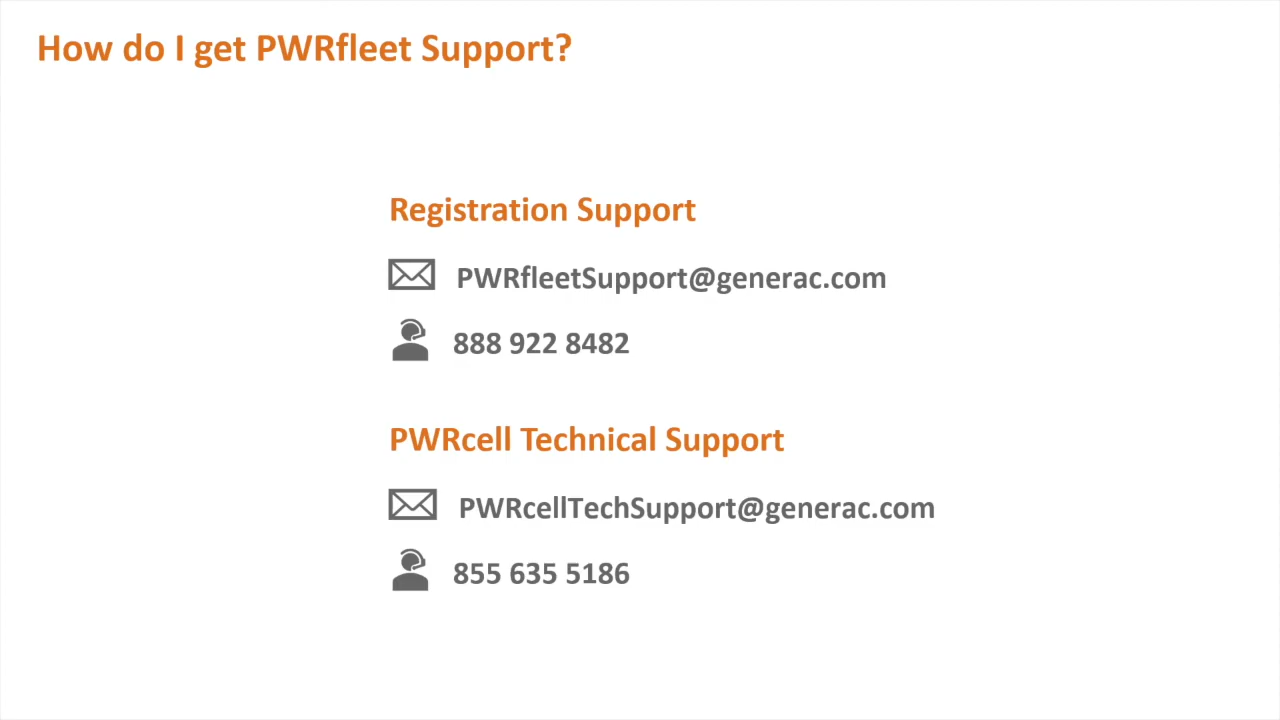 How do I get PWRfleet Support?
Registration Support
PWRfleetSupport@generac.com
888 922 8482
PWRcell Technical Support
PWRcellTechSupport@generac.com
855 635 5186